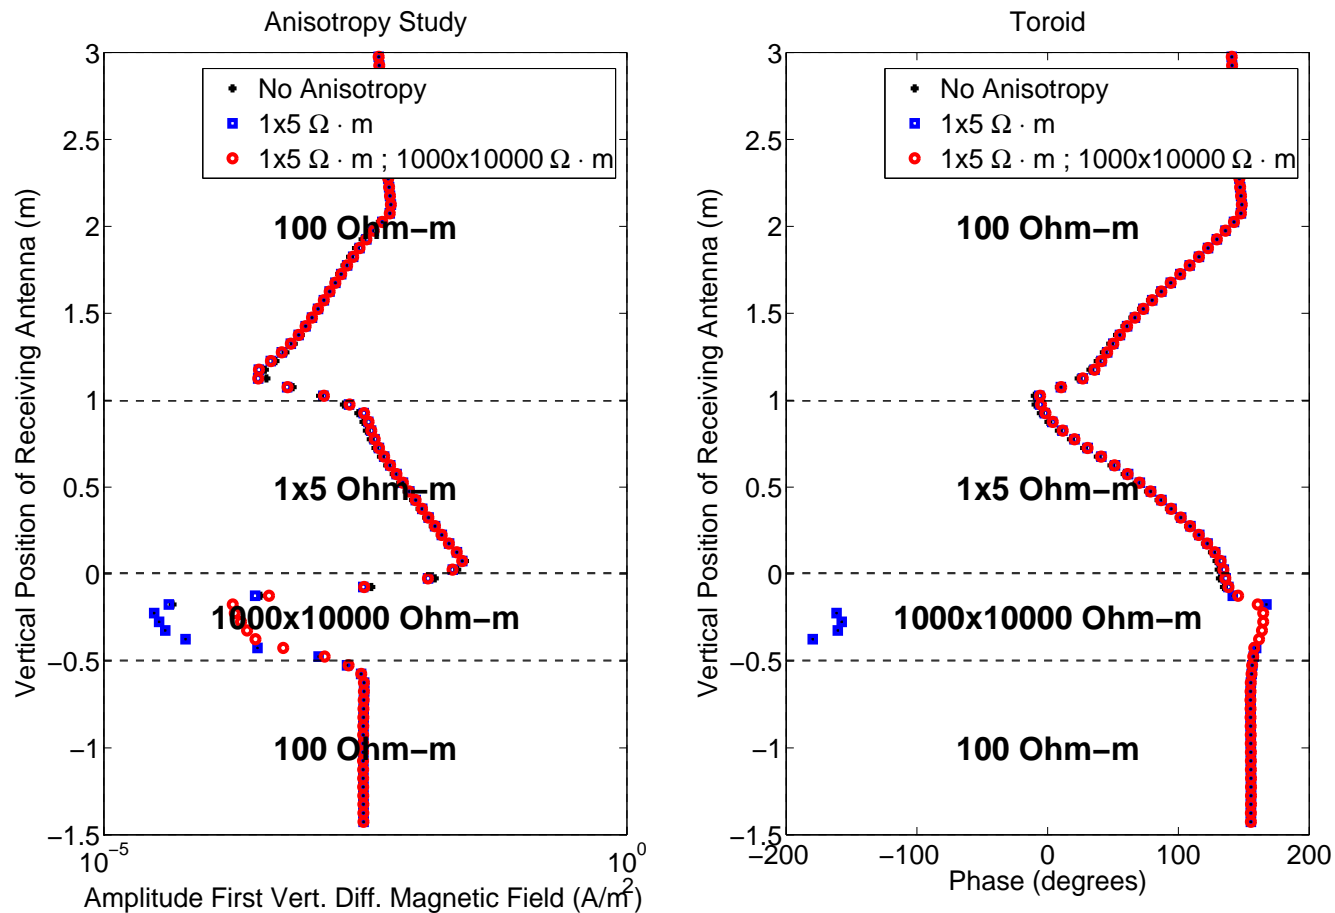 Anisotropy Study
3
No Anisotropy
1x5 Ω · m
1x5 Ω · m ; 1000x10000 Ω · m
2.5
2
100 Ohm−m
1.5
1
0.5
1x5 Ohm−m
0
1000x10000 Ohm−m
−0.5
−1
100 Ohm−m
−1.5
10^−5
10^0
Vertical Position of Receiving Antenna (m)
Amplitude First Vert. Diff. Magnetic Field (A/m^2)
Toroid
3
No Anisotropy
1x5 Ω · m
1x5 Ω · m ; 1000x10000 Ω · m
2.5
2
100 Ohm−m
1.5
1
0.5
1x5 Ohm−m
0
1000x10000 Ohm−m
−0.5
−1
100 Ohm−m
−1.5
−200 −100 0 100 200
Vertical Position of Receiving Antenna (m)
Phase (degrees)